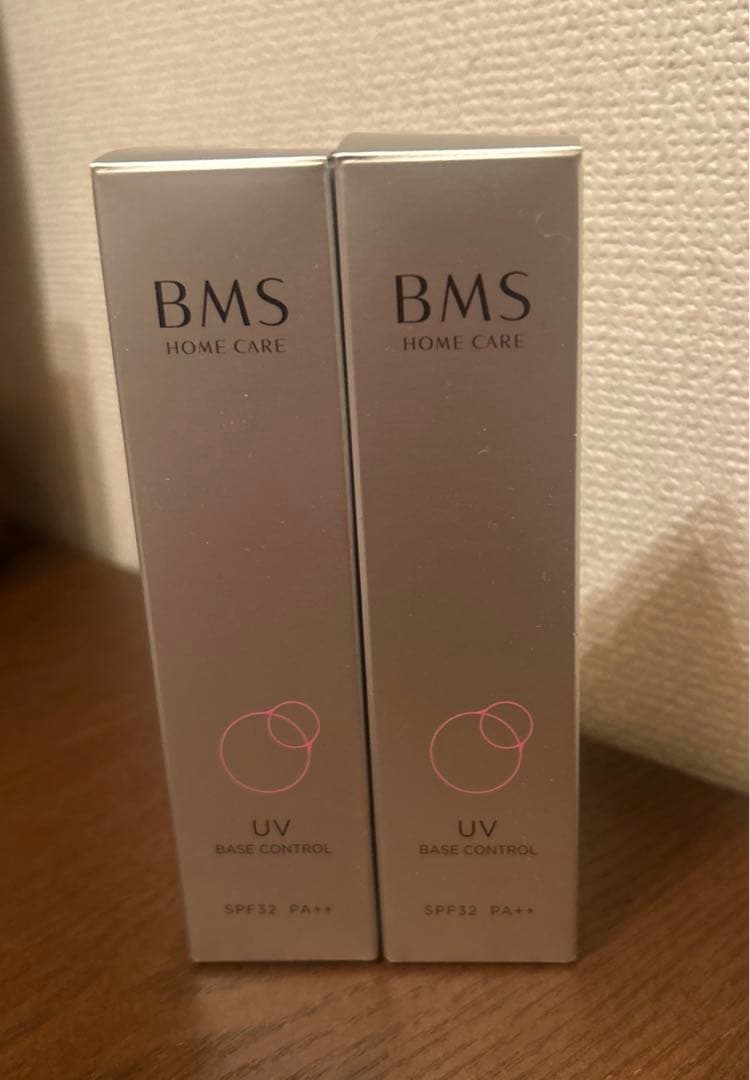 BMS
HOME CARE
UV
BASE CONTROL
SPF32 PA++
BMS
HOME CARE
UV
BASE CONTROL
SPF32 PA++